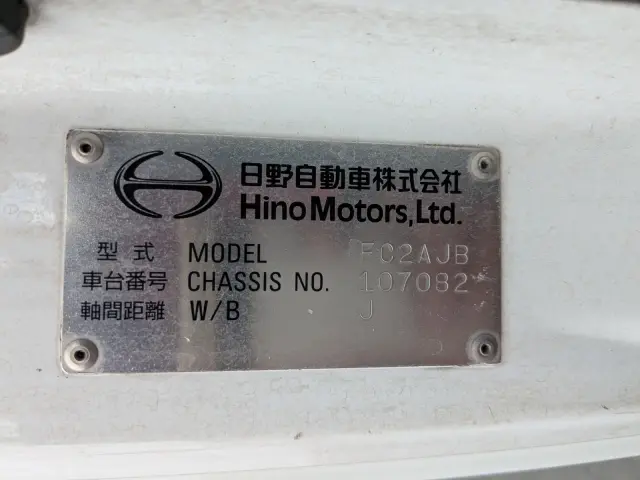 日野自動車株式会社
Hino Motors, Ltd.
型式 MODEL FC2AJB
車台番号 CHASSIS NO. 107082
軸間距離 W/B J